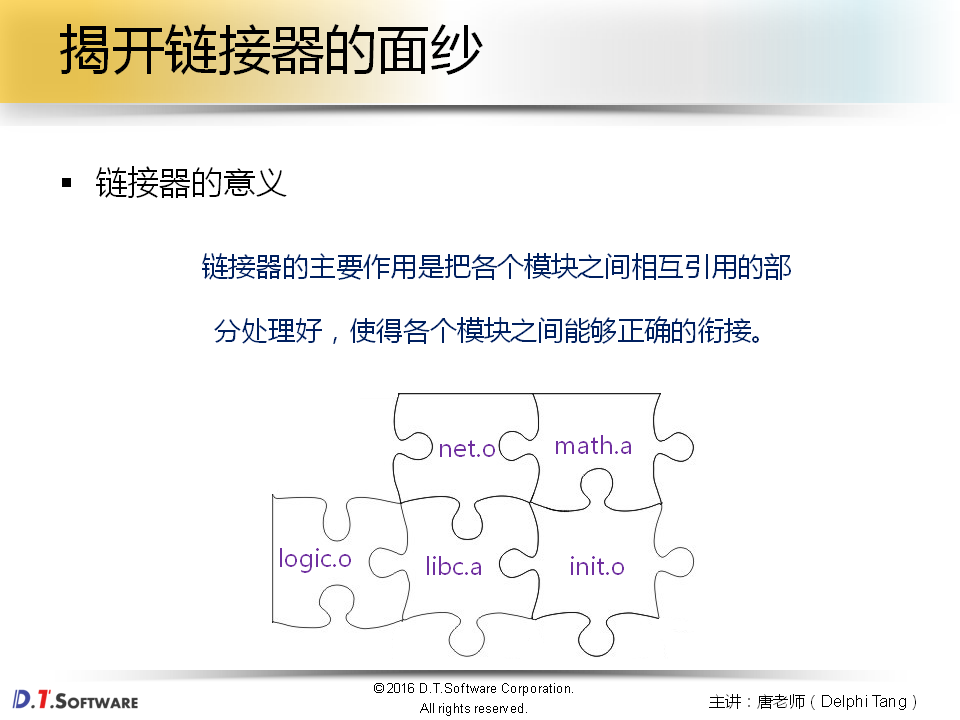 揭开链接器的面纱
▪ 链接器的意义
链接器的主要作用是把各个模块之间相互引用的部
分处理好，使得各个模块之间能够正确的衔接。
net.o
math.a
logic.o
libc.a
init.o
D.T.Software
©2016 D.T.Software Corporation.
All rights reserved.
主讲：唐老师（Delphi Tang）